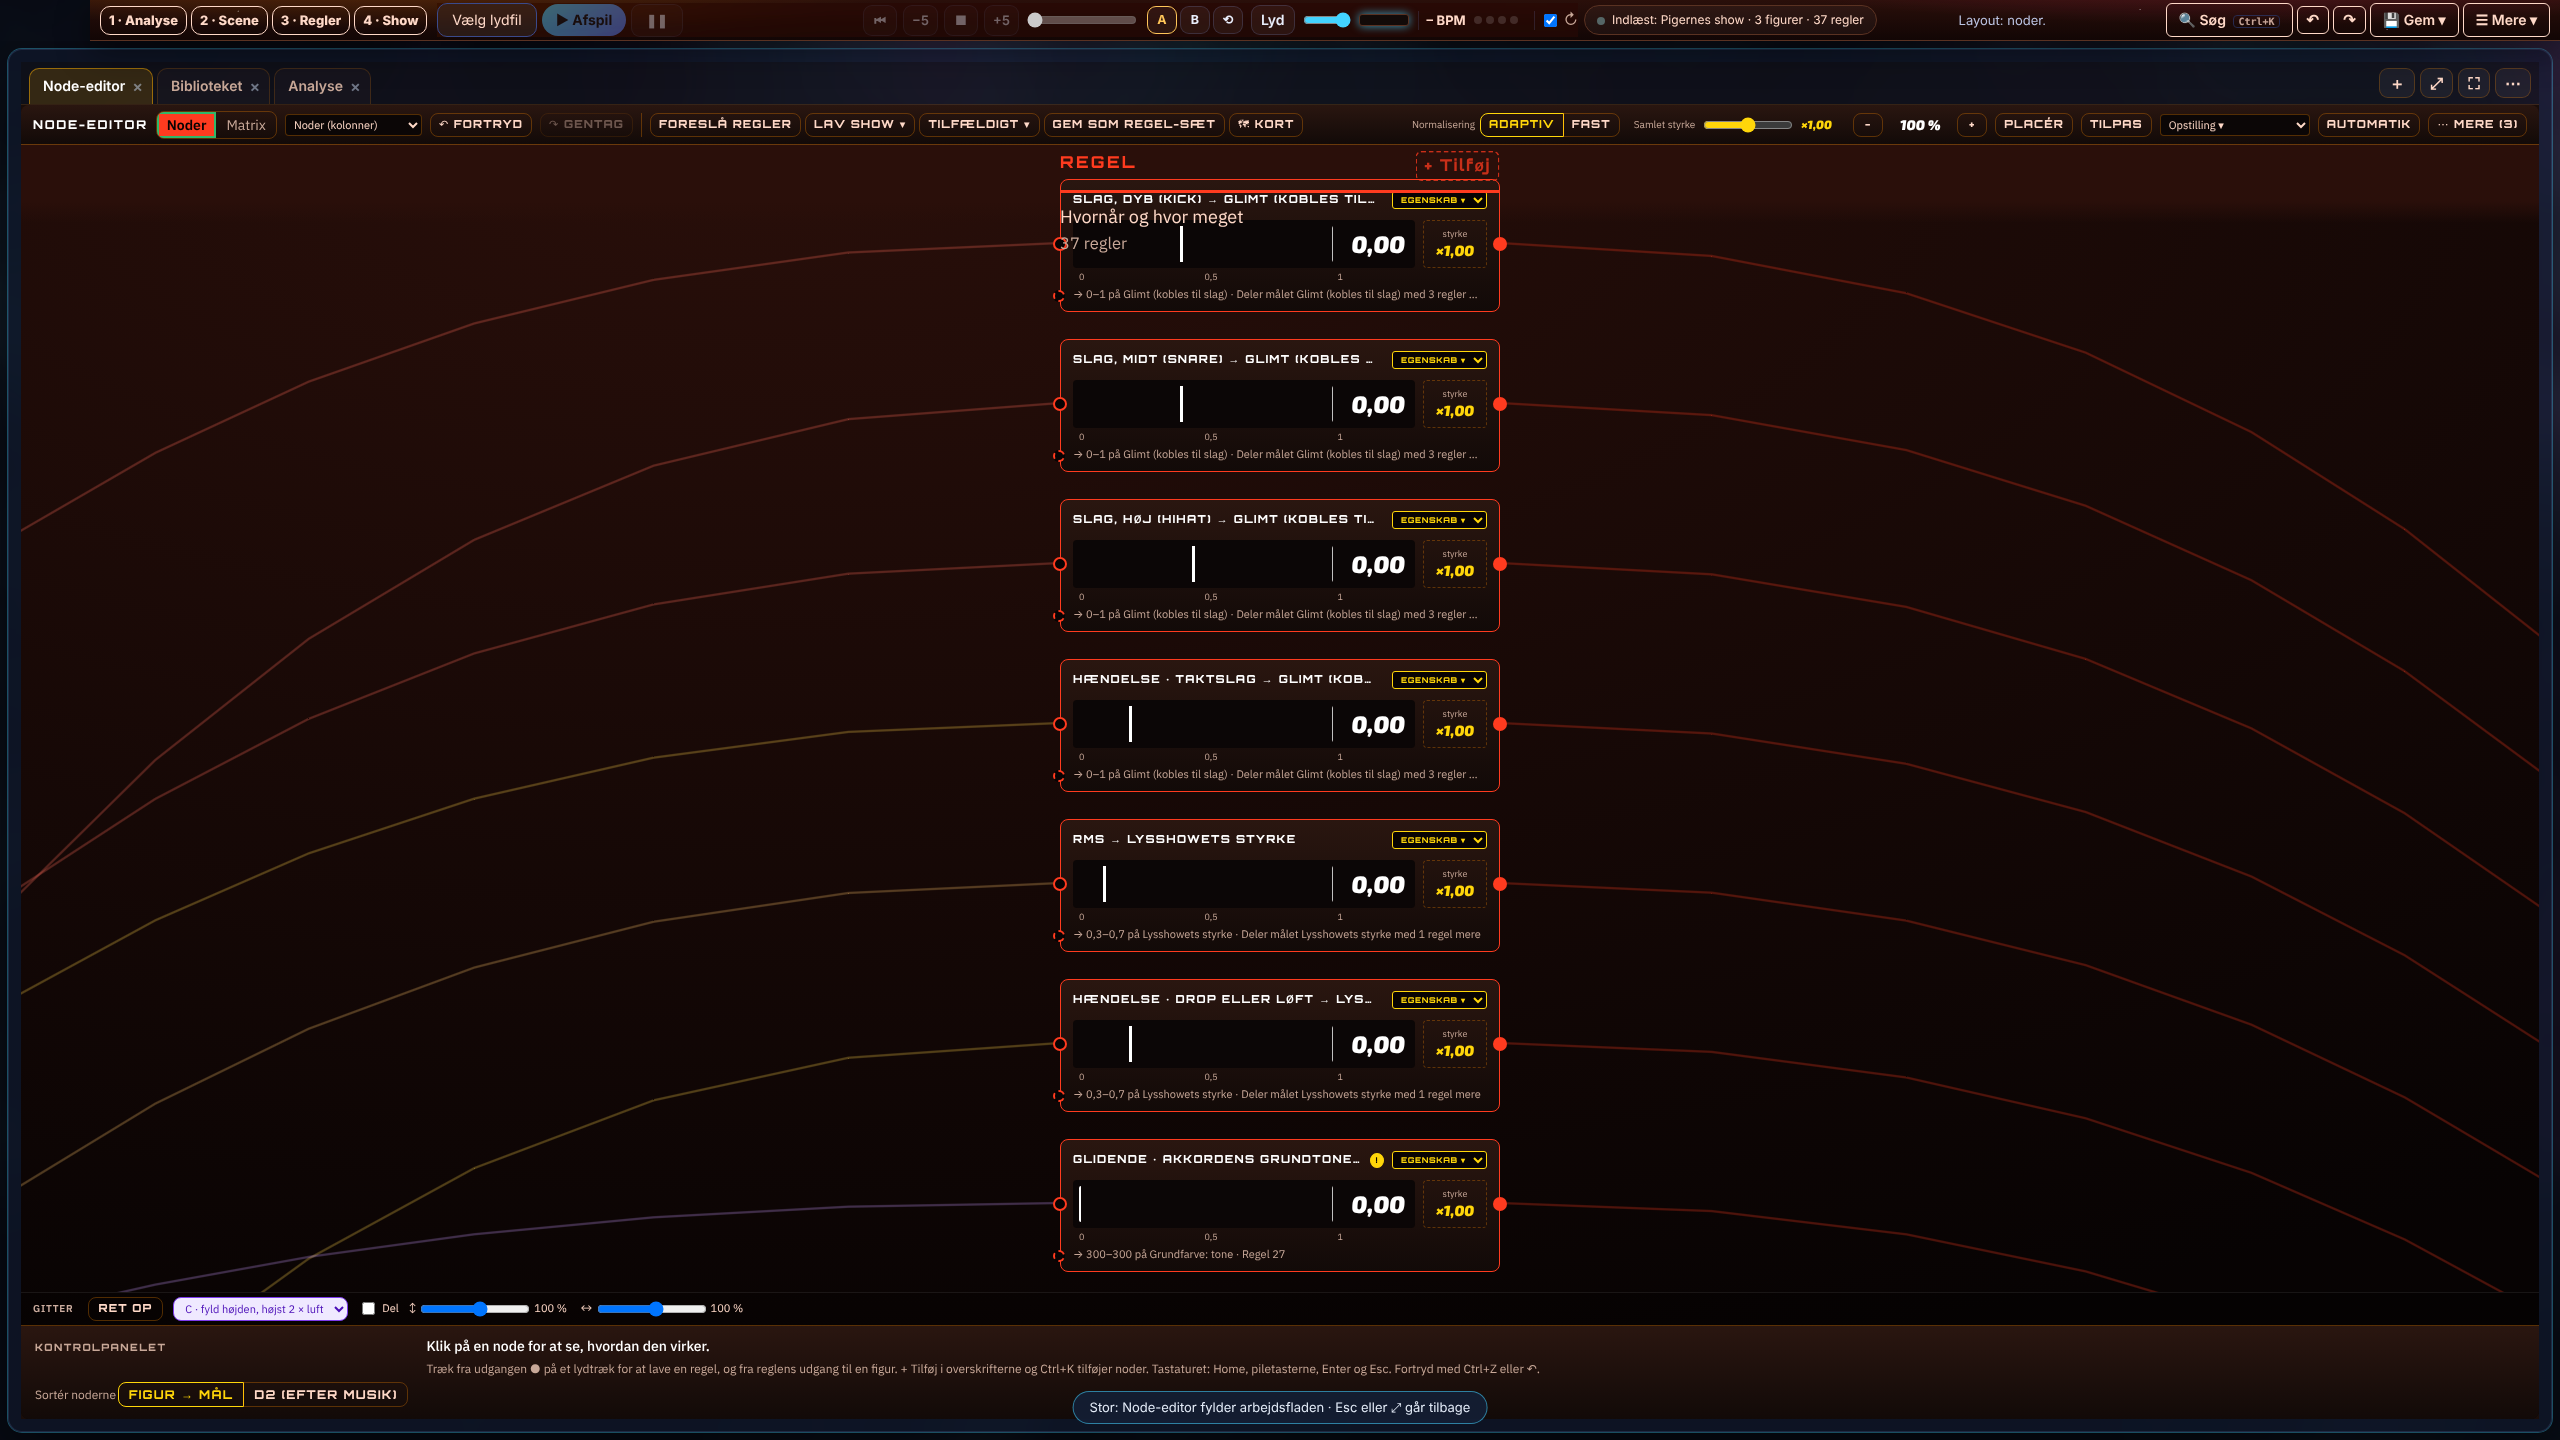 1 · Analyse 2 · Scene 3 · Regler 4 · Show Vælg lydfil ▶ Afspil ❚❚ ⏮ −5 ■ +5 A B ⟲ Lyd – BPM ↻ Indlæst: Pigernes show · 3 figurer · 37 regler Layout: noder. 🔍 Søg Ctrl+K ↶ ↷ 💾 Gem ▾ ☰ Mere ▾
Node-editor × Biblioteket × Analyse × + ⤢ ⛶ ⋯
NODE-EDITOR Noder Matrix Noder (kolonner) ↶ FORTRYD ↷ GENTAG FORESLÅ REGLER LAV SHOW ▾ TILFÆLDIGT ▾ GEM SOM REGEL-SÆT 🗺 KORT Normalisering ADAPTIV FAST Samlet styrke ×1,00 − 100 % + PLACÉR TILPAS Opstilling ▾ AUTOMATIK ⋯ MERE (3)
REGEL + Tilføj
SLAG, DYB (KICK) → GLIMT (KOBLES TIL… EGENSKAB ▾
Hvornår og hvor meget
37 regler 0,00 styrke ×1,00
0 0,5 1
→ 0–1 på Glimt (kobles til slag) · Deler målet Glimt (kobles til slag) med 3 regler …
SLAG, MIDT (SNARE) → GLIMT (KOBLES … EGENSKAB ▾
0,00 styrke ×1,00
0 0,5 1
→ 0–1 på Glimt (kobles til slag) · Deler målet Glimt (kobles til slag) med 3 regler …
SLAG, HØJ (HIHAT) → GLIMT (KOBLES TI… EGENSKAB ▾
0,00 styrke ×1,00
0 0,5 1
→ 0–1 på Glimt (kobles til slag) · Deler målet Glimt (kobles til slag) med 3 regler …
HÆNDELSE · TAKTSLAG → GLIMT (KOB… EGENSKAB ▾
0,00 styrke ×1,00
0 0,5 1
→ 0–1 på Glimt (kobles til slag) · Deler målet Glimt (kobles til slag) med 3 regler …
RMS → LYSSHOWETS STYRKE EGENSKAB ▾
0,00 styrke ×1,00
0 0,5 1
→ 0,3–0,7 på Lysshowets styrke · Deler målet Lysshowets styrke med 1 regel mere
HÆNDELSE · DROP ELLER LØFT → LYS… EGENSKAB ▾
0,00 styrke ×1,00
0 0,5 1
→ 0,3–0,7 på Lysshowets styrke · Deler målet Lysshowets styrke med 1 regel mere
GLIDENDE · AKKORDENS GRUNDTONE… ! EGENSKAB ▾
0,00 styrke ×1,00
0 0,5 1
→ 300–300 på Grundfarve: tone · Regel 27
GITTER RET OP C · fyld højden, højst 2 × luft Del ↕ 100 % ↔ 100 %
KONTROLPANELET Klik på en node for at se, hvordan den virker.
Træk fra udgangen ● på et lydtræk for at lave en regel, og fra reglens udgang til en figur. + Tilføj i overskrifterne og Ctrl+K tilføjer noder. Tastaturet: Home, piletasterne, Enter og Esc. Fortryd med Ctrl+Z eller ↶.
Sortér noderne FIGUR → MÅL D2 (EFTER MUSIK)
Stor: Node-editor fylder arbejdsfladen · Esc eller ⤢ går tilbage